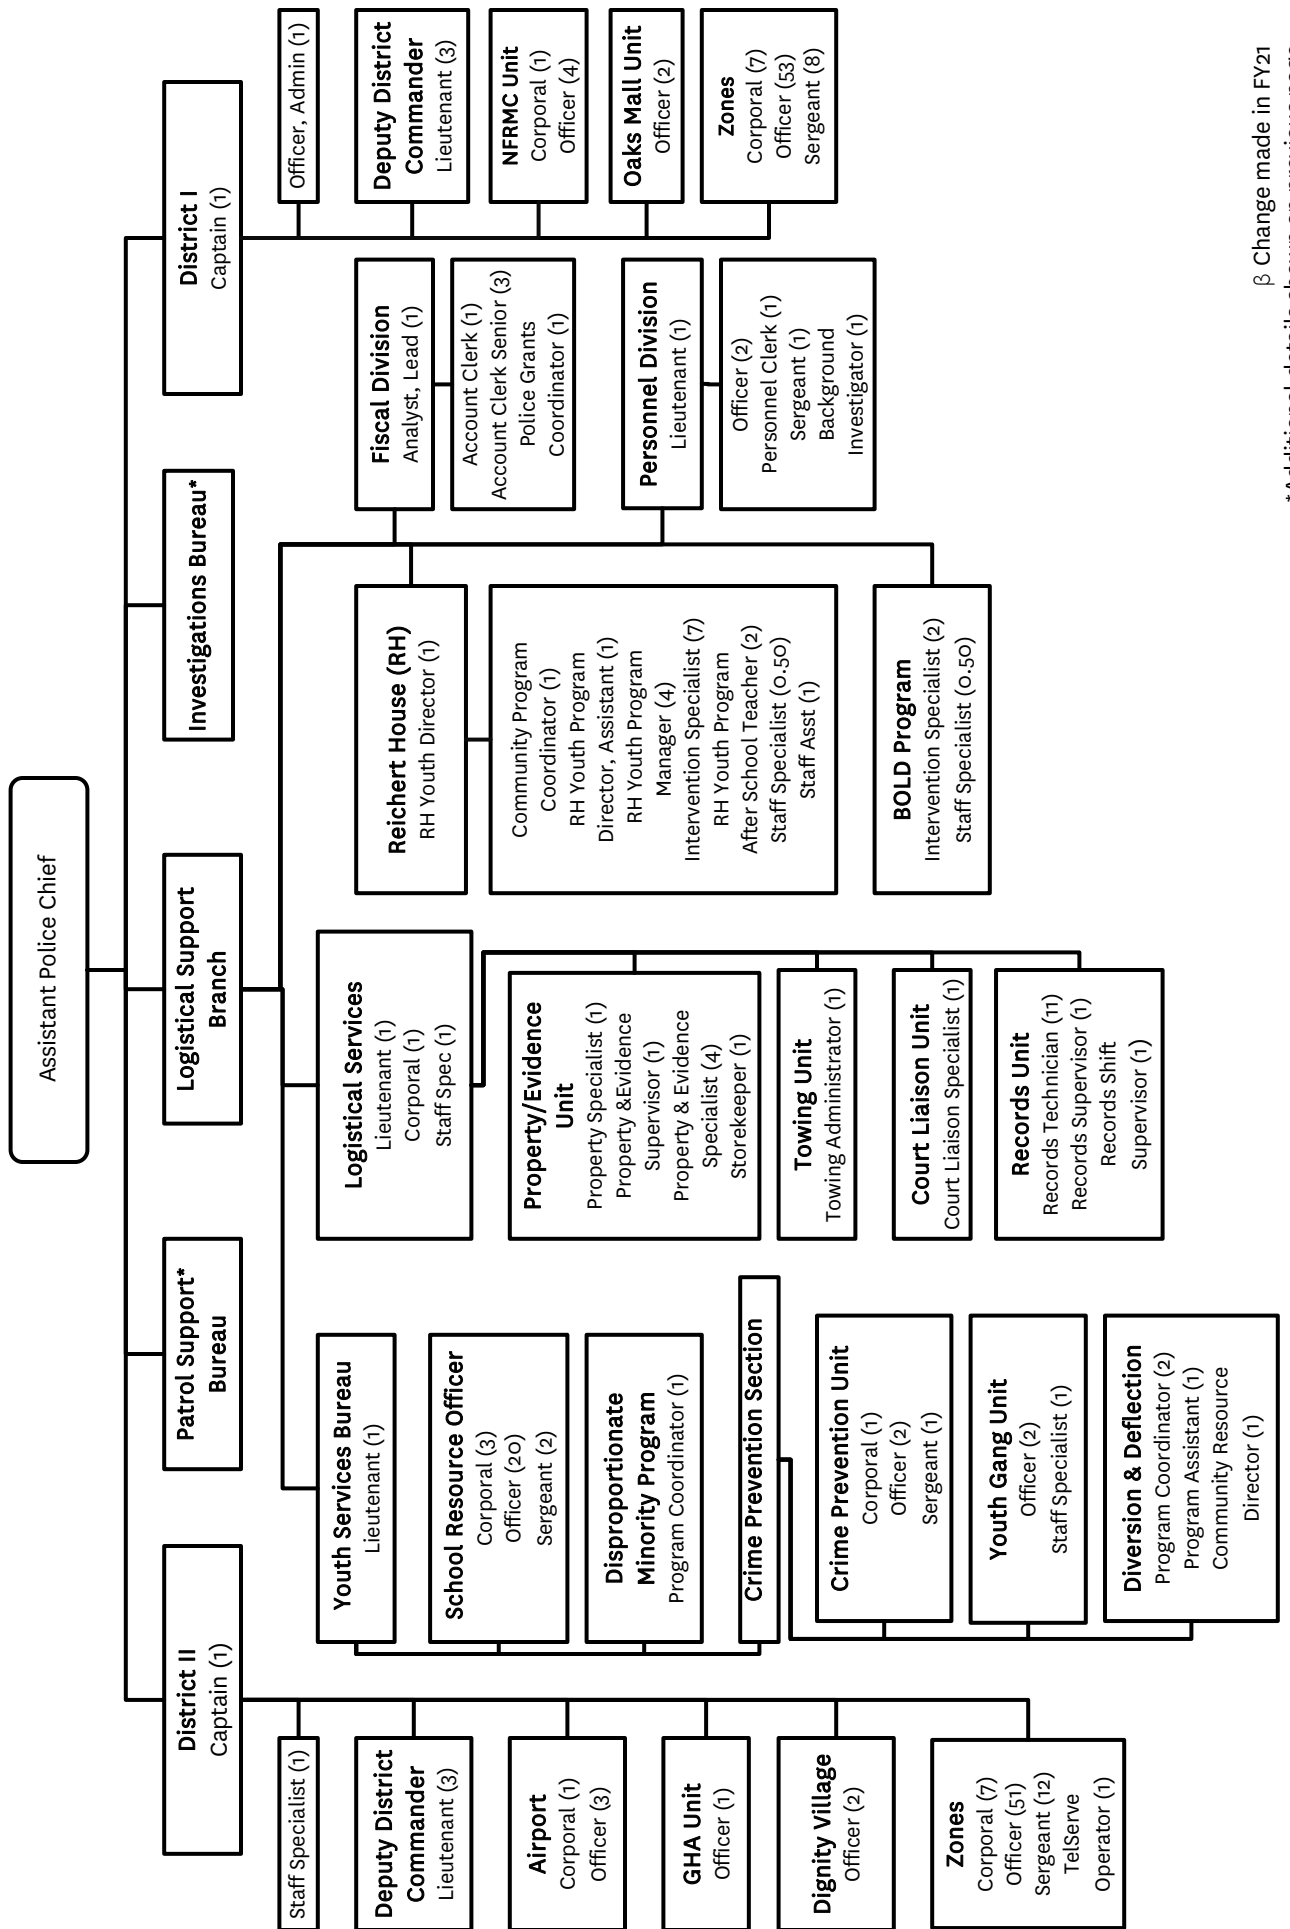 Assistant Police Chief
District II
Captain (1)
Patrol Support*
Bureau
Logistical Support
Branch
Investigations Bureau*
District I
Captain (1)
Staff Specialist (1)
Deputy District
Commander
Lieutenant (3)
Airport
Corporal (1)
Officer (3)
GHA Unit
Officer (1)
Dignity Village
Officer (2)
Zones
Corporal (7)
Officer (51)
Sergeant (12)
TelServe
Operator (1)
Youth Services Bureau
Lieutenant (1)
School Resource Officer
Corporal (3)
Officer (20)
Sergeant (2)
Disproportionate
Minority Program
Program Coordinator (1)
Crime Prevention Section
Crime Prevention Unit
Corporal (1)
Officer (2)
Sergeant (1)
Youth Gang Unit
Officer (2)
Staff Specialist (1)
Diversion & Deflection
Program Coordinator (2)
Program Assistant (1)
Community Resource
Director (1)
Logistical Services
Lieutenant (1)
Corporal (1)
Staff Spec (1)
Property/Evidence
Unit
Property Specialist (1)
Property &Evidence
Supervisor (1)
Property & Evidence
Specialist (4)
Storekeeper (1)
Towing Unit
Towing Administrator (1)
Court Liaison Unit
Court Liaison Specialist (1)
Records Unit
Records Technician (11)
Records Supervisor (1)
Records Shift
Supervisor (1)
Reichert House (RH)
RH Youth Director (1)
Community Program
Coordinator (1)
RH Youth Program
Director, Assistant (1)
RH Youth Program
Manager (4)
Intervention Specialist (7)
RH Youth Program
After School Teacher (2)
Staff Specialist (0.50)
Staff Asst (1)
BOLD Program
Intervention Specialist (2)
Staff Specialist (0.50)
Fiscal Division
Analyst, Lead (1)
Account Clerk (1)
Account Clerk Senior (3)
Police Grants
Coordinator (1)
Personnel Division
Lieutenant (1)
Officer (2)
Personnel Clerk (1)
Sergeant (1)
Background
Investigator (1)
Officer, Admin (1)
Deputy District
Commander
Lieutenant (3)
NFRMC Unit
Corporal (1)
Officer (4)
Oaks Mall Unit
Officer (2)
Zones
Corporal (7)
Officer (53)
Sergeant (8)
β Change made in FY21